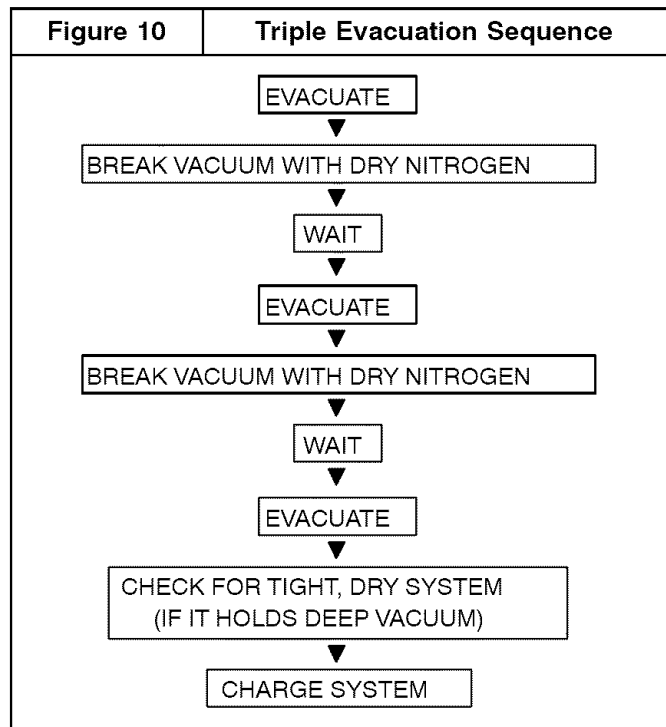 Figure 10
Triple Evacuation Sequence
EVACUATE
BREAK VACUUM WITH DRY NITROGEN
WAIT
EVACUATE
BREAK VACUUM WITH DRY NITROGEN
WAIT
EVACUATE
CHECK FOR TIGHT, DRY SYSTEM
(IF IT HOLDS DEEP VACUUM)
CHARGE SYSTEM